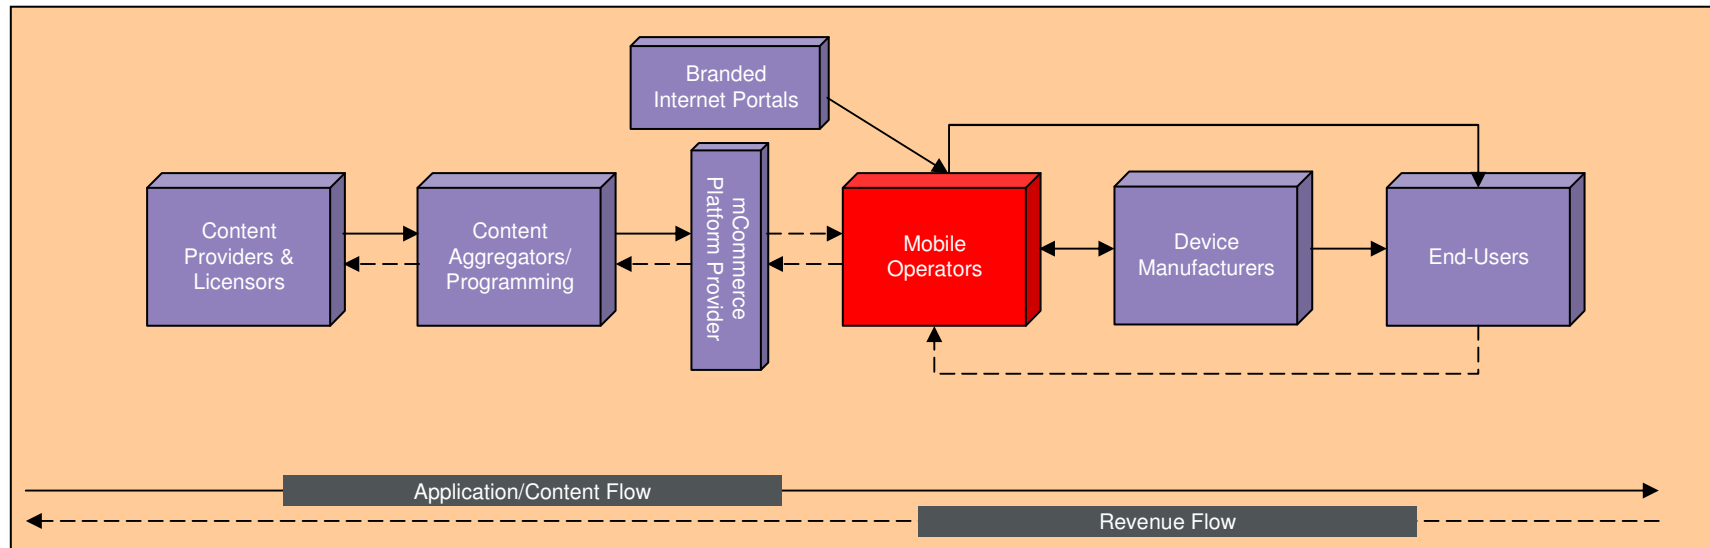 Branded
Internet Portals
Content
Providers &
Licensors
Content
Aggregators/
Programming
mCommerce
Platform Provider
Mobile
Operators
Device
Manufacturers
End-Users
Application/Content Flow
Revenue Flow